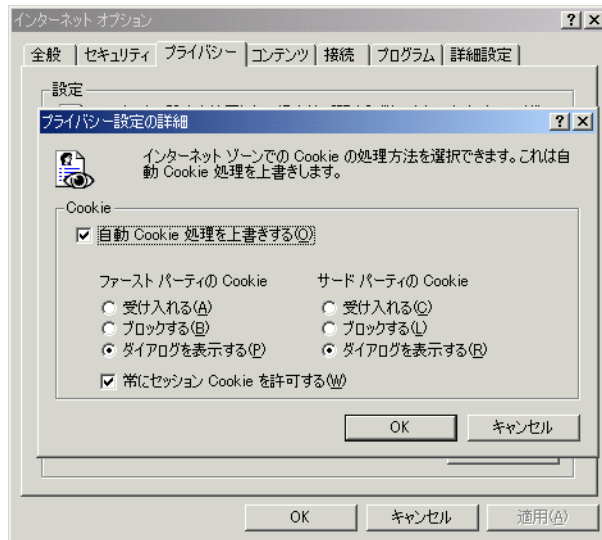 インターネット オプション
全般
セキュリティ
プライバシー
コンテンツ
接続
プログラム
詳細設定
設定
プライバシー設定の詳細
インターネット ゾーンでの Cookie の処理方法を選択できます。これは自
動 Cookie 処理を上書きします。
Cookie
自動 Cookie 処理を上書きする(O)
ファースト パーティの Cookie
サード パーティの Cookie
受け入れる(A)
受け入れる(C)
ブロックする(B)
ブロックする(L)
ダイアログを表示する(P)
ダイアログを表示する(R)
常にセッション Cookie を許可する(W)
OK
キャンセル
OK
キャンセル
適用(A)